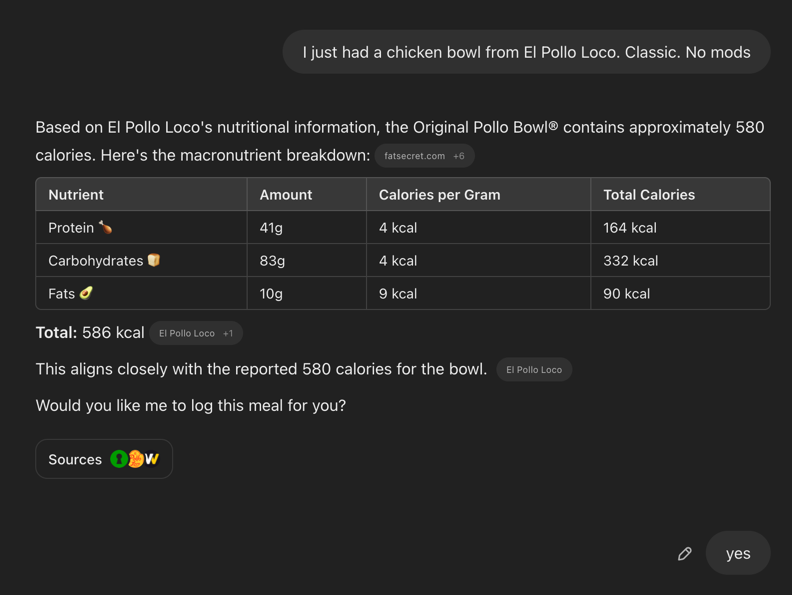 I just had a chicken bowl from El Pollo Loco. Classic. No mods
Based on El Pollo Loco's nutritional information, the Original Pollo Bowl® contains approximately 580
calories. Here's the macronutrient breakdown: fatsecret.com +6
Nutrient Amount Calories per Gram Total Calories
Protein 🍗 41g 4 kcal 164 kcal
Carbohydrates 🍞 83g 4 kcal 332 kcal
Fats 🥑 10g 9 kcal 90 kcal
Total: 586 kcal El Pollo Loco +1
This aligns closely with the reported 580 calories for the bowl. El Pollo Loco
Would you like me to log this meal for you?
Sources W
yes